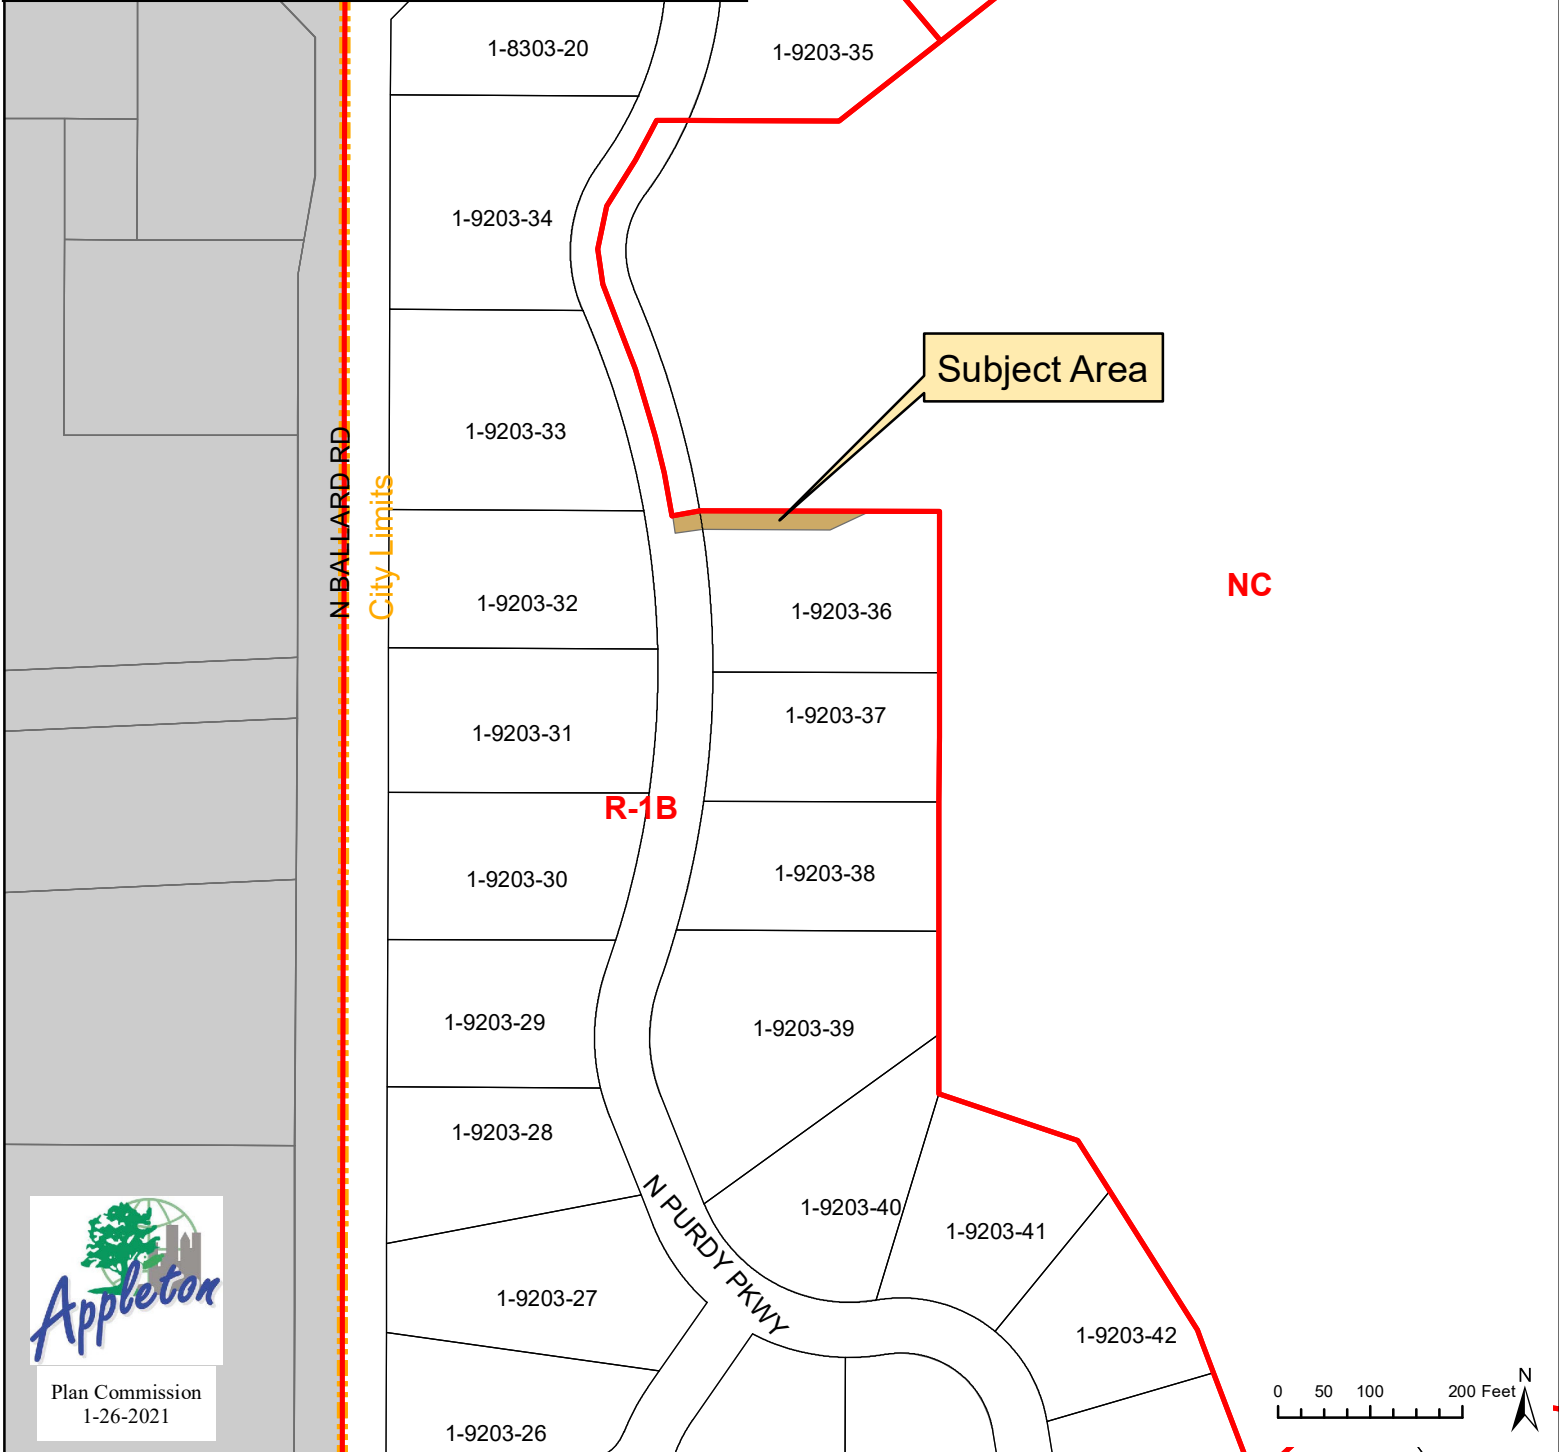 1-8303-20
1-9203-35
1-9203-34
Subject Area
1-9203-33
N BALLARD RD
City Limits
NC
1-9203-32
1-9203-36
1-9203-37
1-9203-31
R-1B
1-9203-38
1-9203-30
1-9203-29
1-9203-39
1-9203-28
N PURDY PKWY
1-9203-40
1-9203-41
1-9203-27
1-9203-42
1-9203-26
Appleton
Plan Commission
1-26-2021
0 50 100 200 Feet
N